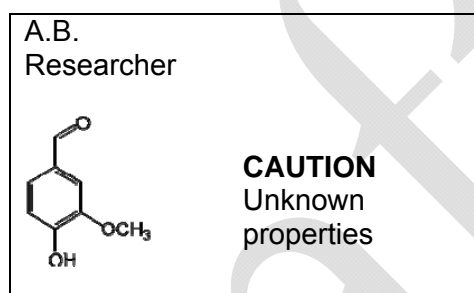 A.B.
Researcher
O
CAUTION
Unknown
OCH₃
properties
OH